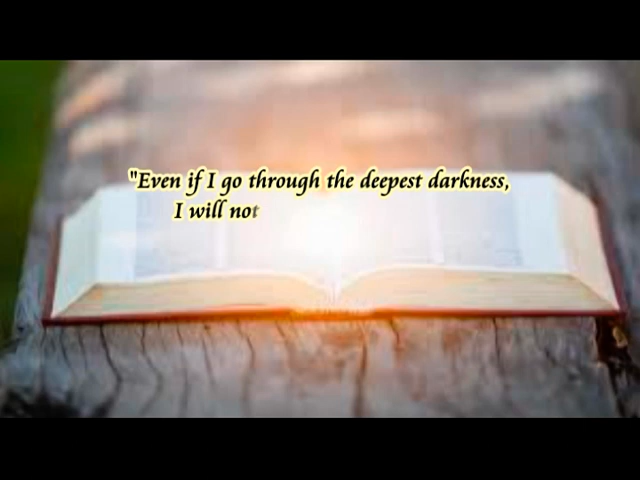 "Even if I go through the deepest darkness,
I will not